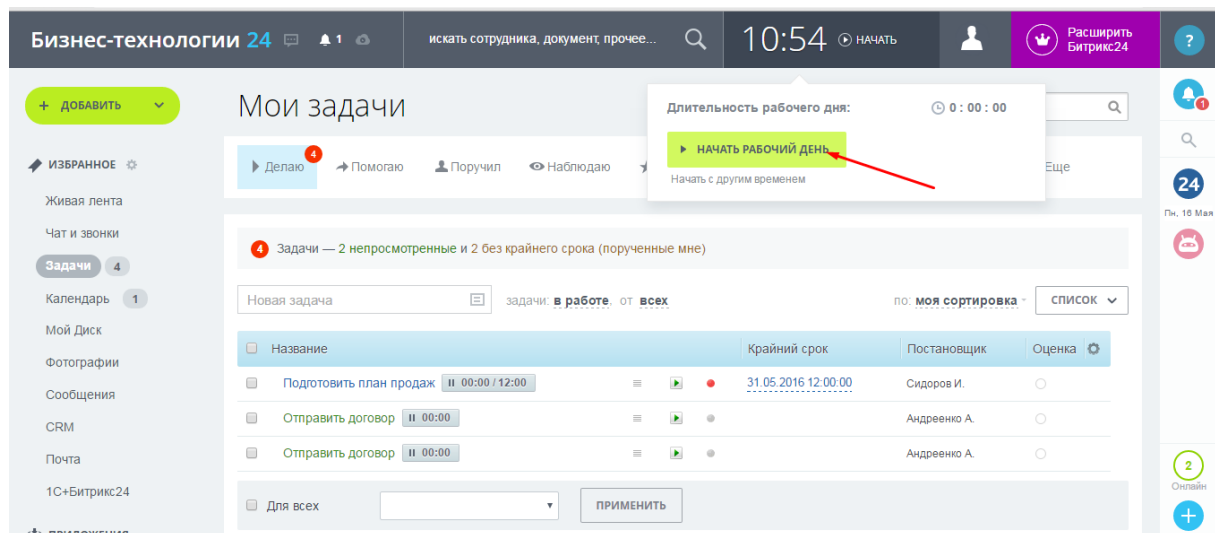 Бизнес-технологии 24 1 искать сотрудника, документ, прочее... 10:54 НАЧАТЬ Расширить
Битрикс24 ?
+ ДОБАВИТЬ
Мои задачи
Длительность рабочего дня: 0 : 00 : 00
НАЧАТЬ РАБОЧИЙ ДЕНЬ
Начать с другим временем
1
ИЗБРАННОЕ
Живая лента
Чат и звонки
Задачи 4
Календарь 1
Мой Диск
Фотографии
Сообщения
CRM
Почта
1С+Битрикс24
Делаю 4 Помогаю Поручил Наблюдаю Еще
4 Задачи — 2 непросмотренные и 2 без крайнего срока (порученные мне)
Новая задача задачи: в работе, от всех по: моя сортировка СПИСОК
Название Крайний срок Постановщик Оценка
Подготовить план продаж 00:00 / 12:00 31.05.2016 12:00:00 Сидоров И.
Отправить договор 00:00 Андреенко А.
Отправить договор 00:00 Андреенко А.
Для всех ПРИМЕНИТЬ
24
Пн, 16 Мая
2
Онлайн
+